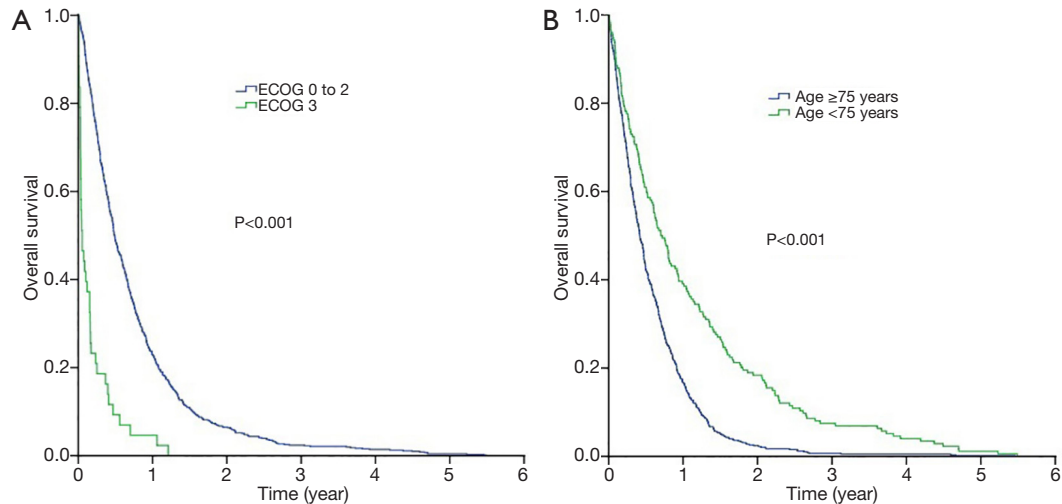 A
1.0
0.8
0.6
0.4
0.2
0.0
Overall survival
ECOG 0 to 2
ECOG 3
P<0.001
0 1 2 3 4 5 6
Time (year)
B
1.0
0.8
0.6
0.4
0.2
0.0
Overall survival
Age ≥75 years
Age <75 years
P<0.001
0 1 2 3 4 5 6
Time (year)